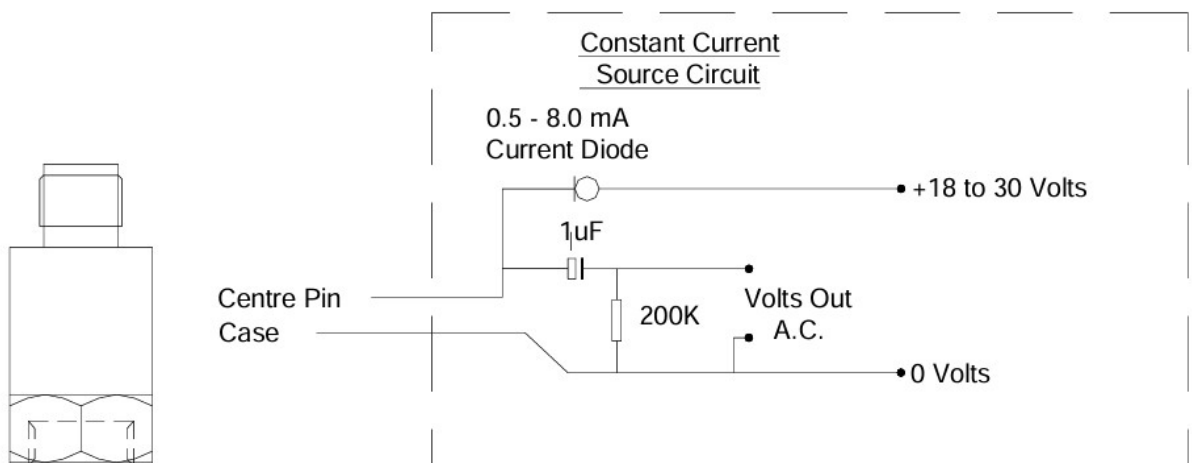 Constant Current
Source Circuit
0.5 - 8.0 mA
Current Diode
+18 to 30 Volts
1uF
Centre Pin
Case
200K
Volts Out
A.C.
0 Volts